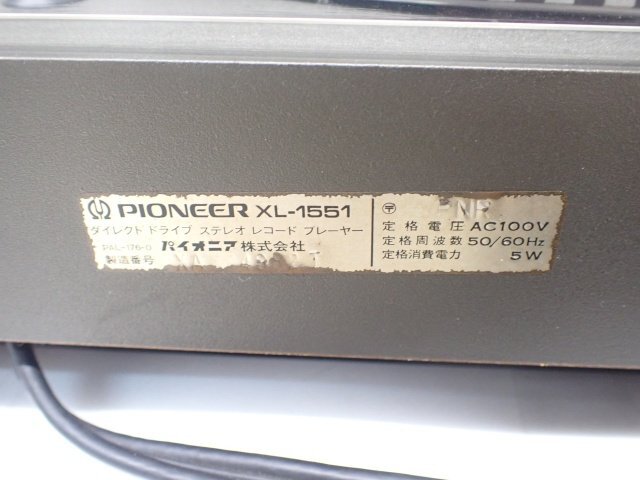 PIONEER XL-1551
ダイレクト ドライブ ステレオ レコード プレーヤー
PAL-176-0 パイオニア株式会社
製造番号
〒
定格電圧 AC100V
定格周波数 50/60Hz
定格消費電力 5W